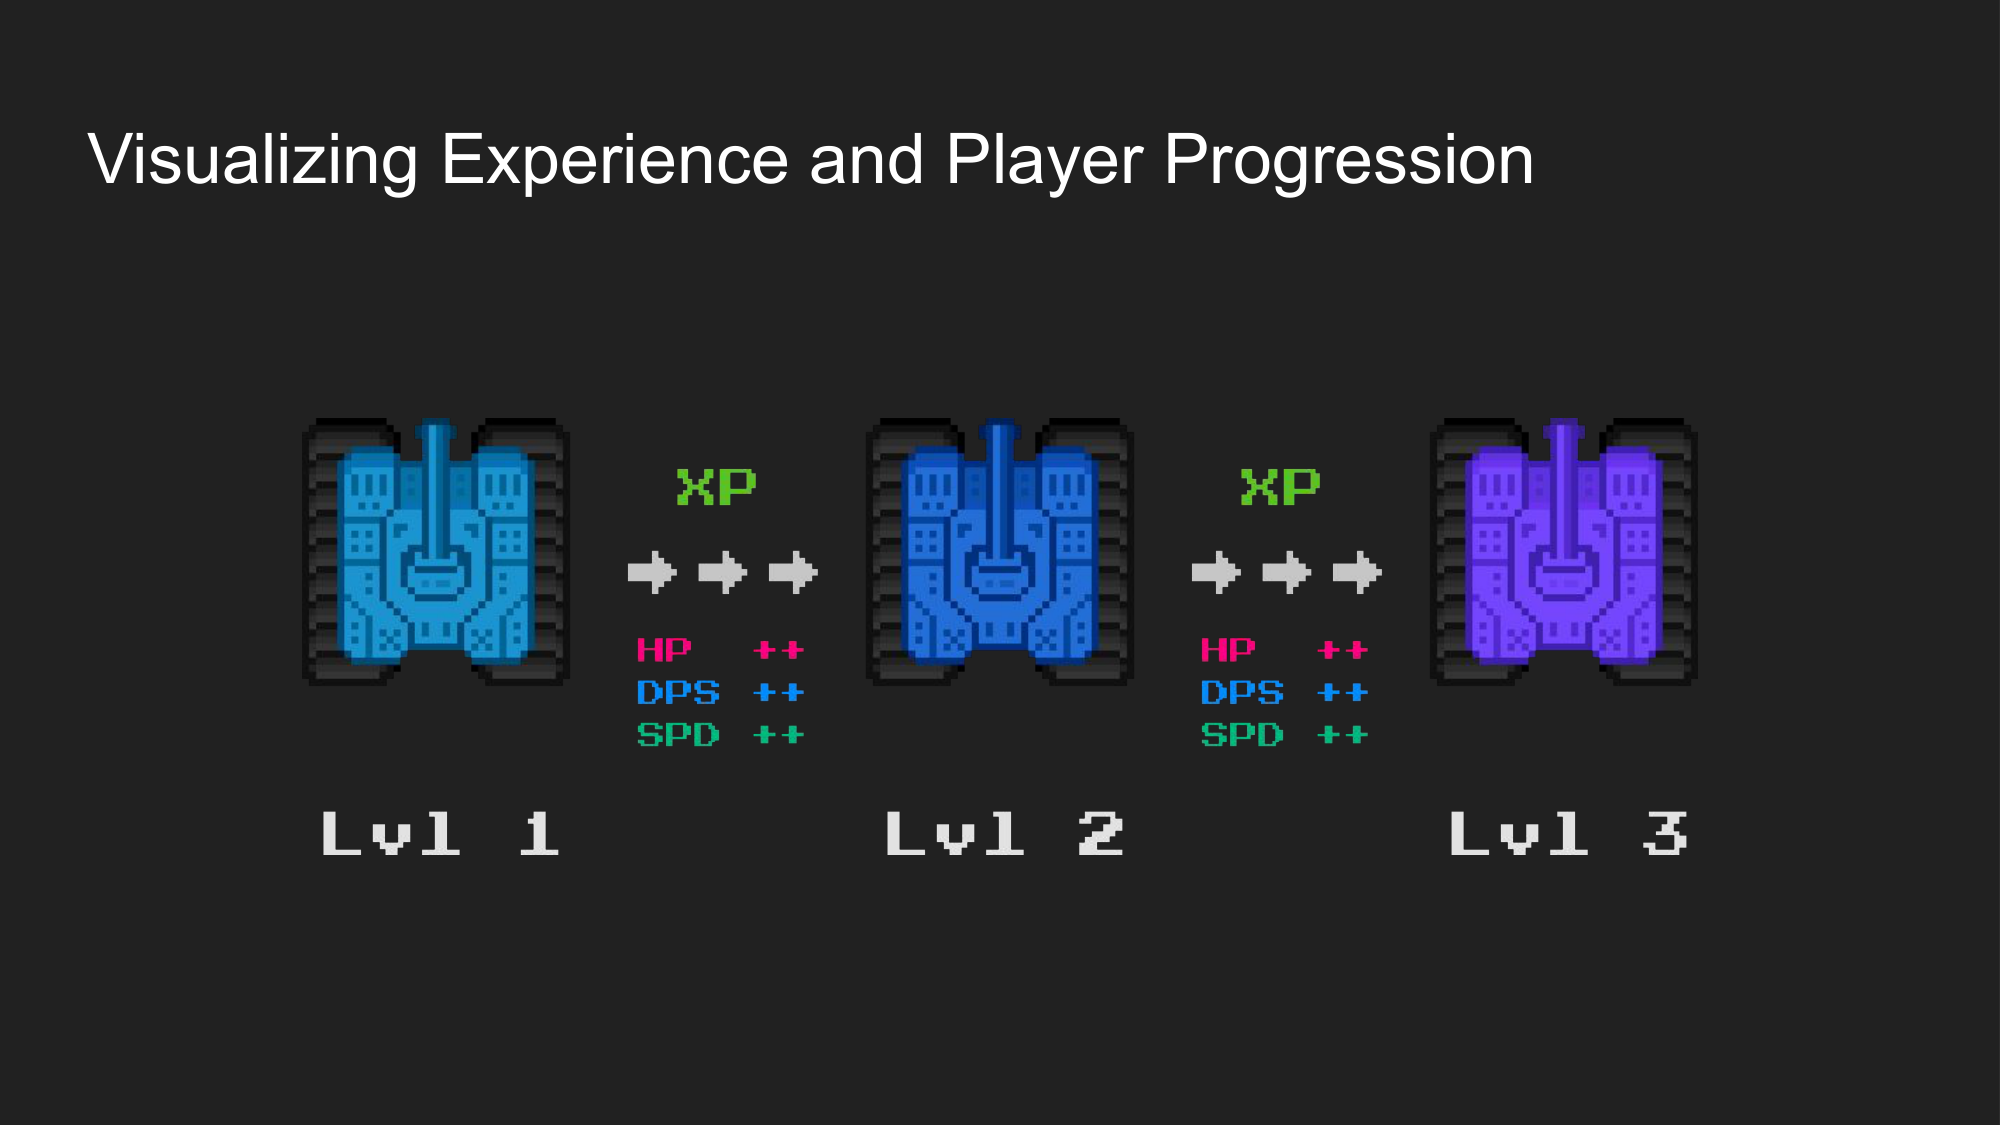 Visualizing Experience and Player Progression
XP
HP ++
DPS ++
SPD ++
XP
HP ++
DPS ++
SPD ++
Lvl 1
Lvl 2
Lvl 3